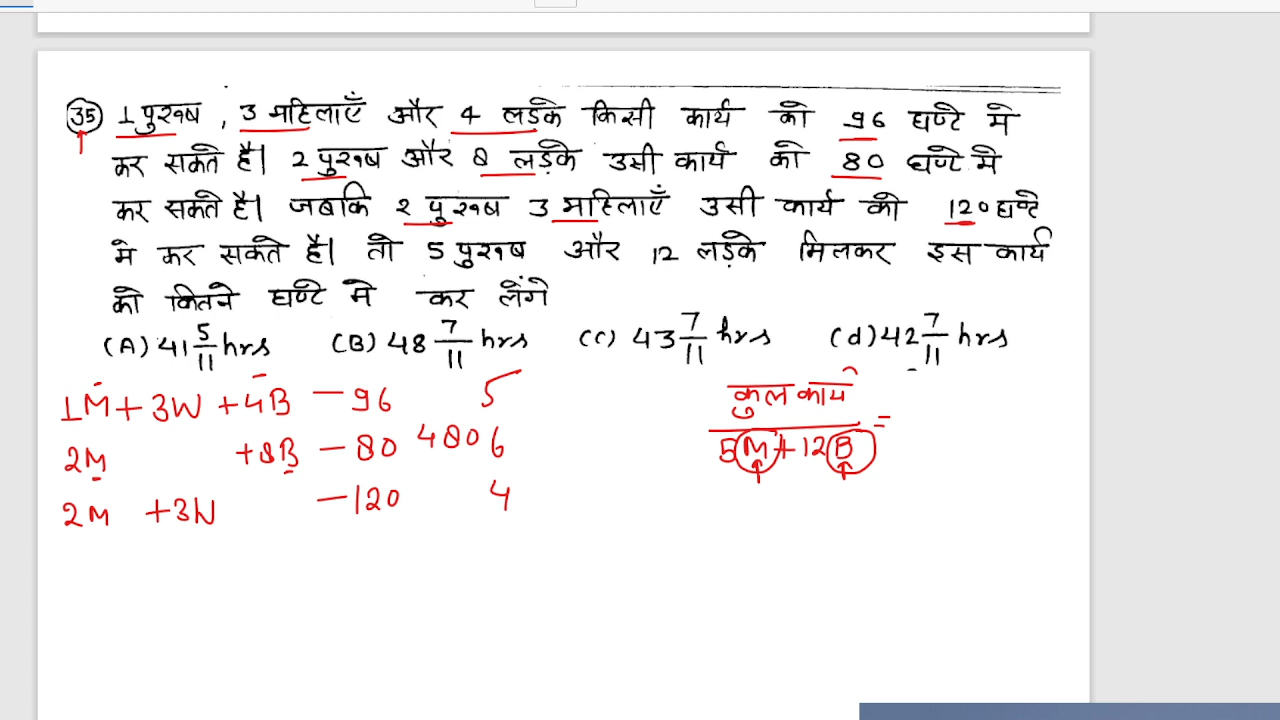 35) 1 पुरुष , 3 महिलाएँ और 4 लडके किसी कार्य को 96 घण्टे मे
कर सकते है। 2 पुरुष और 8 लड़के उसी कार्य को 80 घण्टे मे
कर सकते है। जबकि 2 पुरुष 3 महिलाएँ उसी कार्य को 120 घण्टे
मे कर सकते है। तो 5 पुरुष और 12 लड़के मिलकर इस कार्य
को कितने घण्टे मे कर लेंगे
(A) 41 5/11 hrs (B) 48 7/11 hrs (C) 43 7/11 hrs (d) 42 7/11 hrs
1M + 3W + 4B - 96 5
2M + 8B - 80 480 6
2M + 3W - 120 4
कुल कार्य
5M + 12B =